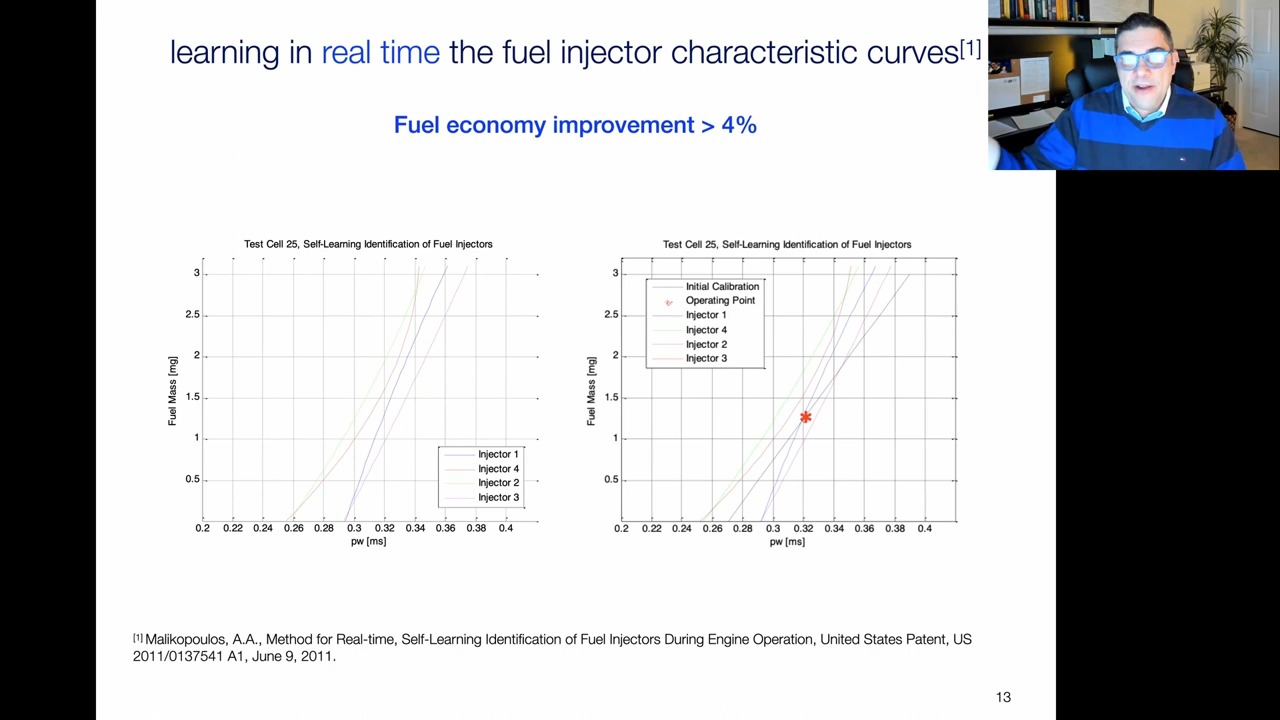 learning in real time the fuel injector characteristic curves[1]
Fuel economy improvement > 4%
Test Cell 25, Self-Learning Identification of Fuel Injectors
3
2.5
2
1.5
1
0.5
Fuel Mass [mg]
Injector 1
Injector 4
Injector 2
Injector 3
0.2 0.22 0.24 0.26 0.28 0.3 0.32 0.34 0.36 0.38 0.4
pw [ms]
Test Cell 25, Self-Learning Identification of Fuel Injectors
3
2.5
2
1.5
1
0.5
Fuel Mass [mg]
Initial Calibration
Operating Point
Injector 1
Injector 4
Injector 2
Injector 3
0.2 0.22 0.24 0.26 0.28 0.3 0.32 0.34 0.36 0.38 0.4
pw [ms]
[1] Malikopoulos, A.A., Method for Real-time, Self-Learning Identification of Fuel Injectors During Engine Operation, United States Patent, US
2011/0137541 A1, June 9, 2011.
13